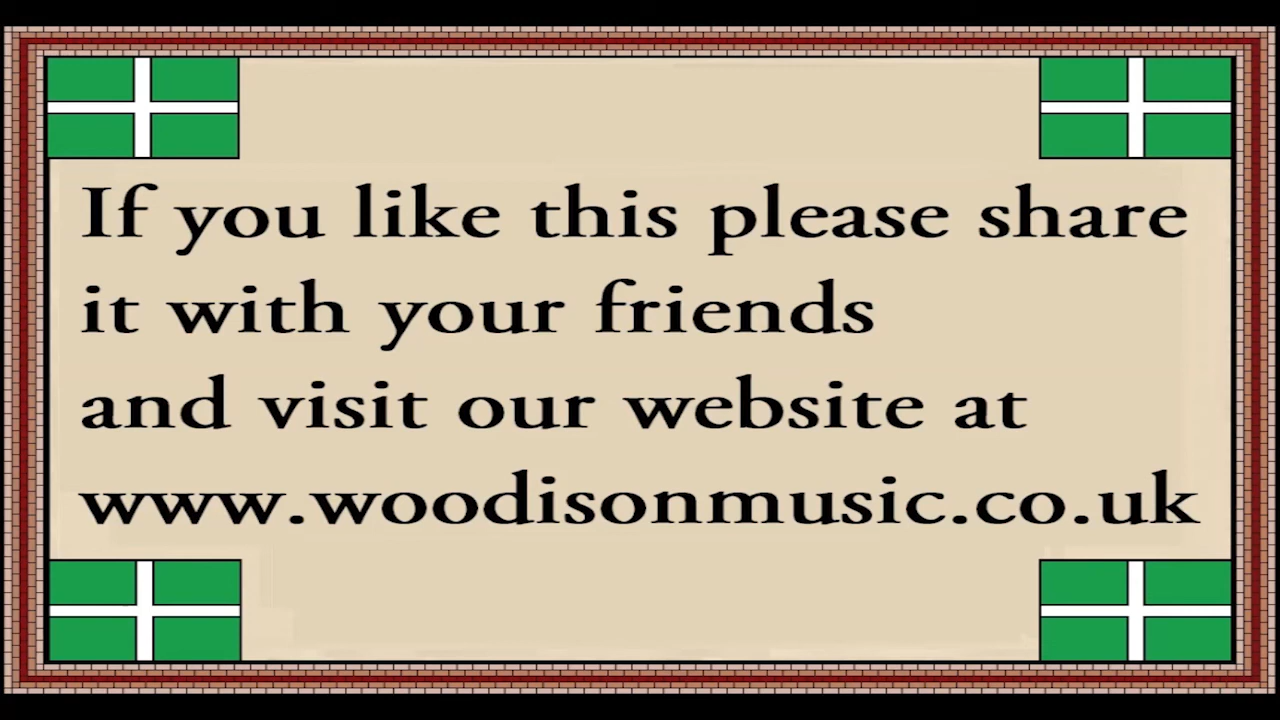 If you like this please share
it with your friends
and visit our website at
www.woodisonmusic.co.uk